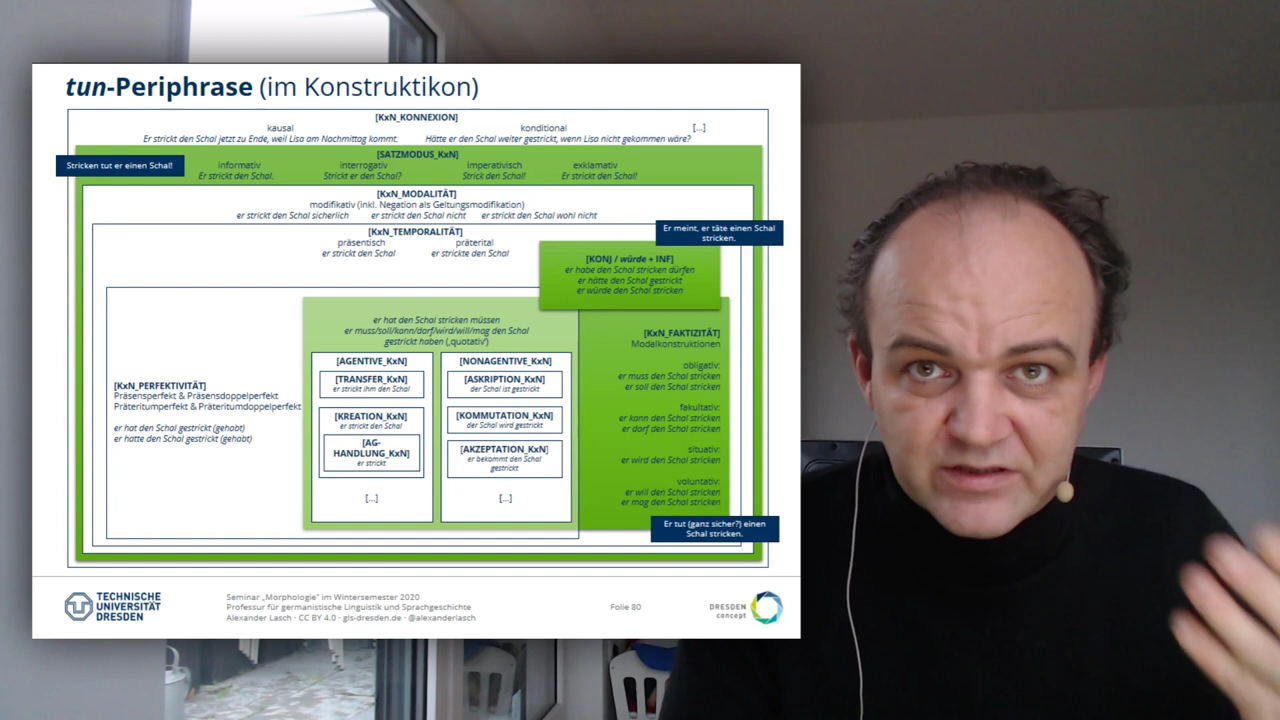 tun-Periphrase (im Konstruktikon)
[KxN_KONNEXION]
kausal konditional [...]
Er strickt den Schal jetzt zu Ende, weil Lisa am Nachmittag kommt. Hätte er den Schal weiter gestrickt, wenn Lisa nicht gekommen wäre?
[SATZMODUS_KxN]
Stricken tut er einen Schal!
informativ interrogativ imperativisch exklamativ
Er strickt den Schal. Strickt er den Schal? Strick den Schal! Er strickt den Schal!
[KxN_MODALITÄT]
modifikativ (inkl. Negation als Geltungsmodifikation)
er strickt den Schal sicherlich er strickt den Schal nicht er strickt den Schal wohl nicht
[KxN_TEMPORALITÄT]
präsentisch präterital
er strickt den Schal er strickte den Schal
Er meint, er täte einen Schal
stricken.
[KONJ / würde + INF]
er habe den Schal stricken dürfen
er hätte den Schal gestrickt
er würde den Schal stricken
er hat den Schal stricken müssen
er muss/soll/kann/darf/wird/will/mag den Schal
gestrickt haben (‚quotativ')
[KxN_PERFEKTIVITÄT]
Präsensperfekt & Präsensdoppelperfekt
Präteritumperfekt & Präteritumdoppelperfekt
er hat den Schal gestrickt (gehabt)
er hatte den Schal gestrickt (gehabt)
[AGENTIVE_KxN]
[TRANSFER_KxN]
er strickt ihm den Schal
[KREATION_KxN]
er strickt den Schal
[AG-
HANDLUNG_KxN]
er strickt
[...]
[NONAGENTIVE_KxN]
[ASKRIPTION_KxN]
der Schal ist gestrickt
[KOMMUTATION_KxN]
der Schal wird gestrickt
[AKZEPTATION_KxN]
er bekommt den Schal
gestrickt
[...]
[KxN_FAKTIZITÄT]
Modalkonstruktionen
obligativ:
er muss den Schal stricken
er soll den Schal stricken
fakultativ:
er kann den Schal stricken
er darf den Schal stricken
situativ:
er wird den Schal stricken
voluntativ:
er will den Schal stricken
er mag den Schal stricken
Er tut (ganz sicher?) einen
Schal stricken.
TECHNISCHE
UNIVERSITÄT
DRESDEN
Seminar „Morphologie" im Wintersemester 2020
Professur für germanistische Linguistik und Sprachgeschichte
Alexander Lasch · CC BY 4.0 · gls-dresden.de · @alexanderlasch
Folie 80
DRESDEN
concept